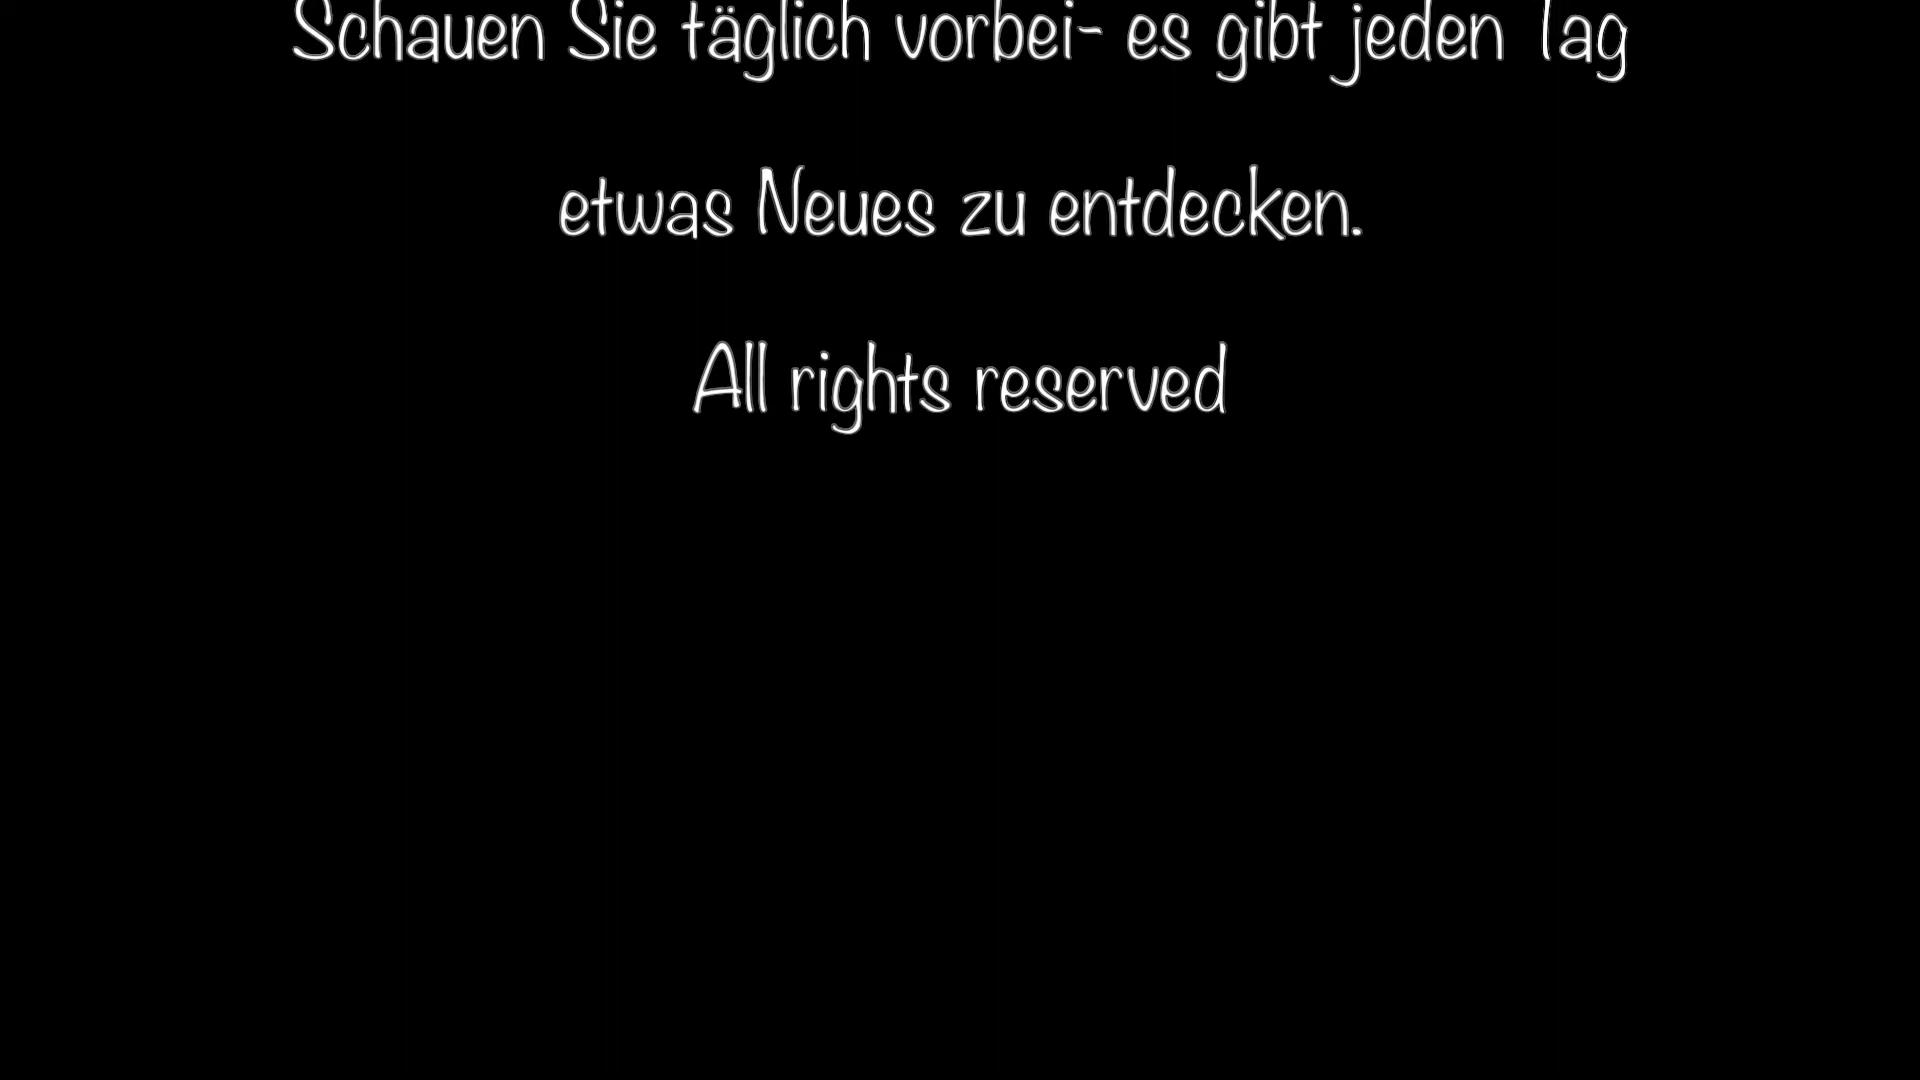 Schauen Sie täglich vorbei- es gibt jeden Tag
etwas Neues zu entdecken.
All rights reserved